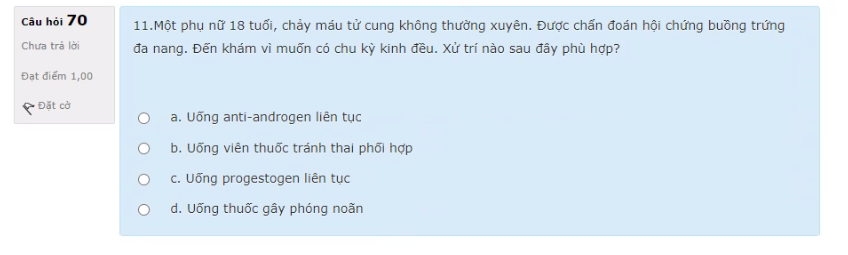 Câu hỏi 70
Chưa trả lời
Đạt điểm 1,00
Đặt cờ
11.Một phụ nữ 18 tuổi, chảy máu tử cung không thường xuyên. Được chẩn đoán hội chứng buồng trứng
đa nang. Đến khám vì muốn có chu kỳ kinh đều. Xử trí nào sau đây phù hợp?
a. Uống anti-androgen liên tục
b. Uống viên thuốc tránh thai phối hợp
c. Uống progestogen liên tục
d. Uống thuốc gây phóng noãn